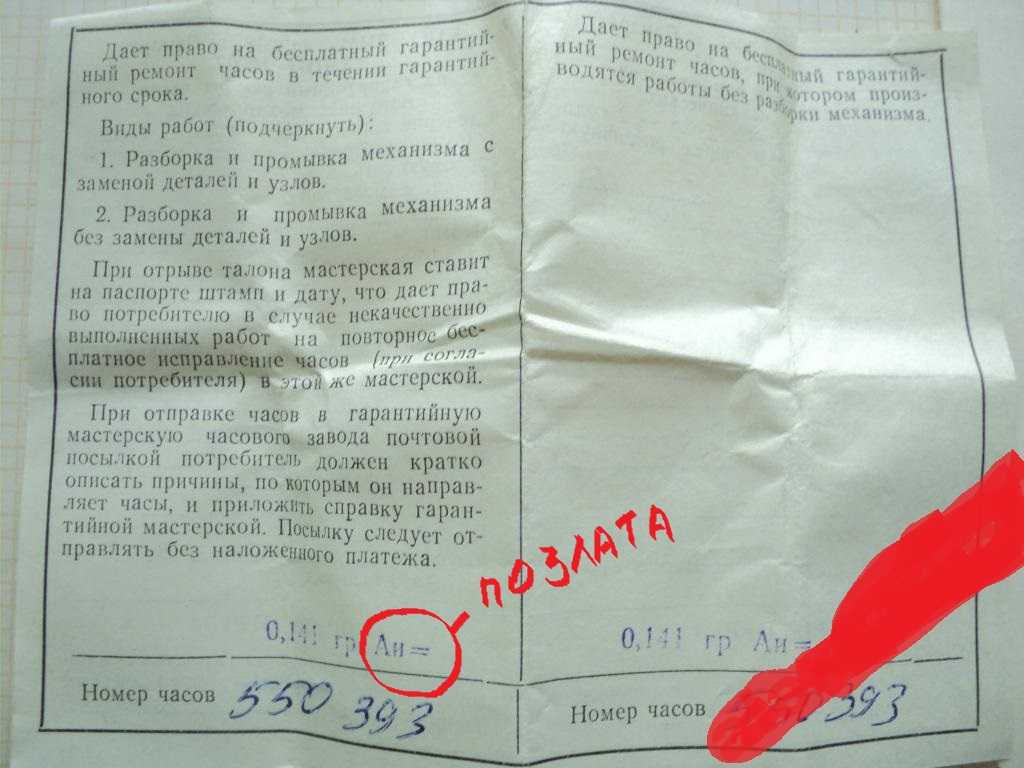 Дает право на бесплатный гарантий-
ный ремонт часов в течении гарантий-
ного срока.
Виды работ (подчеркнуть):
1. Разборка и промывка механизма с
заменой деталей и узлов.
2. Разборка и промывка механизма
без замены деталей и узлов.
При отрыве талона мастерская ставит
на паспорте штамп и дату, что дает пра-
во потребителю в случае некачественно
выполненных работ на повторное бес-
платное исправление часов (при согла-
сии потребителя) в этой же мастерской.
При отправке часов в гарантийную
мастерскую часового завода почтовой
посылкой потребитель должен кратко
описать причины, по которым он направ-
ляет часы, и приложить справку гаран-
тийной мастерской. Посылку следует от-
правлять без наложенного платежа.
ПОЗЛАТА
0,141 гр Аи=
Номер часов 550 393
Дает право на бесплатный гарантий-
ный ремонт часов, при котором произ-
водятся работы без разборки механизма.
0,141 гр Аи=
Номер часов 393